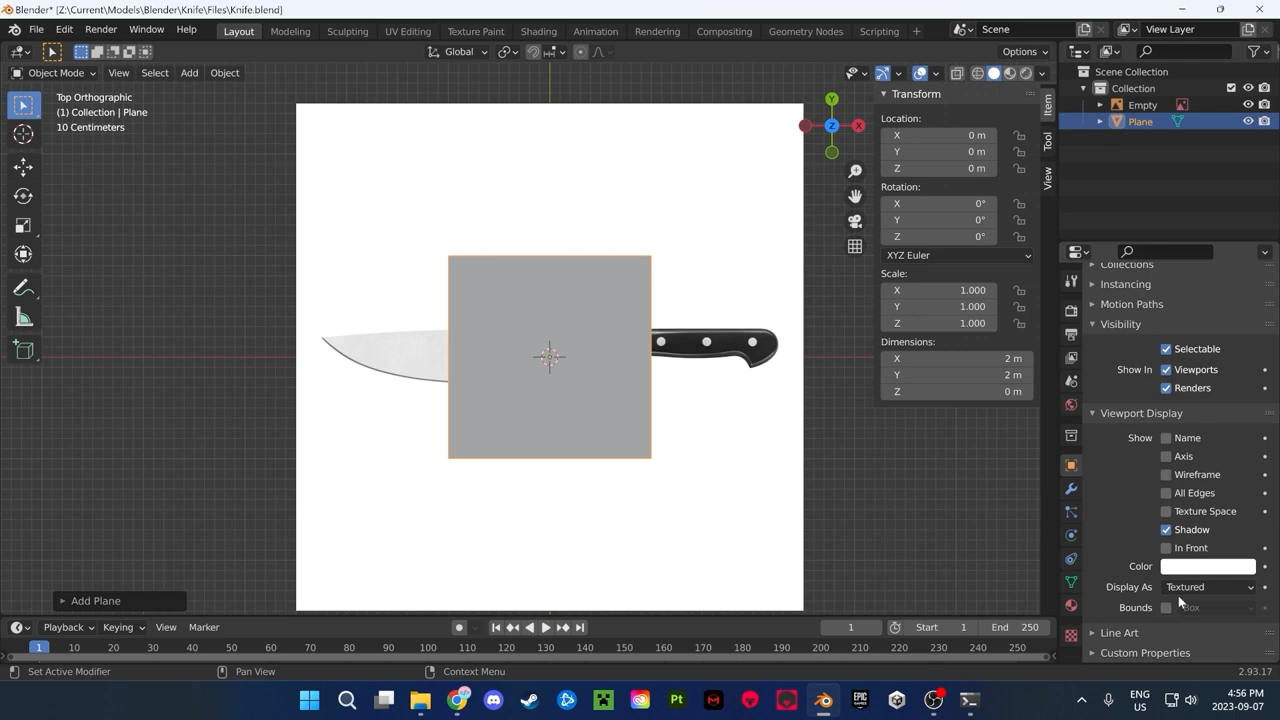 Blender* [Z:\Current\Models\Blender\Knife\Files\Knife.blend]
File Edit Render Window Help Layout Modeling Sculpting UV Editing Texture Paint Shading Animation Rendering Compositing Geometry Nodes Scripting + Scene View Layer
Global Options
Object Mode View Select Add Object
Top Orthographic
(1) Collection | Plane
10 Centimeters
Y
X
Z
Transform
Location:
X 0 m
Y 0 m
Z 0 m
Rotation:
X 0°
Y 0°
Z 0°
XYZ Euler
Scale:
X 1.000
Y 1.000
Z 1.000
Dimensions:
X 2 m
Y 2 m
Z 0 m
Item
Tool
View
Scene Collection
Collection
Empty
Plane
Collections
Instancing
Motion Paths
Visibility
Selectable
Show In Viewports
Renders
Viewport Display
Show Name
Axis
Wireframe
All Edges
Texture Space
Shadow
In Front
Color
Display As Textured
Bounds
Line Art
Custom Properties
Add Plane
Playback Keying View Marker 1 Start 1 End 250
1 10 20 30 40 50 60 70 80 90 100 110 120 130 140 150 160 170 180 190 200 210 220 230 240 250
Set Active Modifier Pan View Context Menu 2.93.17
Pt EPIC GAMES
ENG
US
4:56 PM
2023-09-07